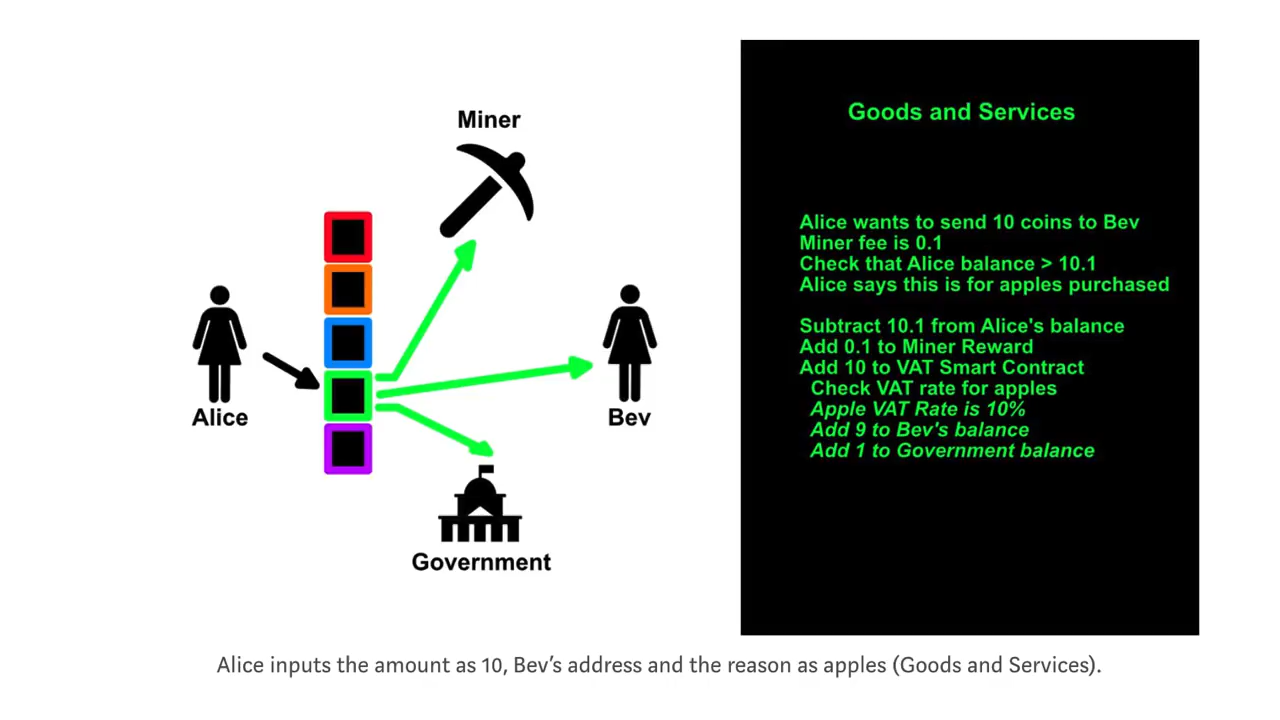 Miner
Alice
Bev
Government
Goods and Services
Alice wants to send 10 coins to Bev
Miner fee is 0.1
Check that Alice balance > 10.1
Alice says this is for apples purchased
Subtract 10.1 from Alice's balance
Add 0.1 to Miner Reward
Add 10 to VAT Smart Contract
Check VAT rate for apples
Apple VAT Rate is 10%
Add 9 to Bev's balance
Add 1 to Government balance
Alice inputs the amount as 10, Bev’s address and the reason as apples (Goods and Services).